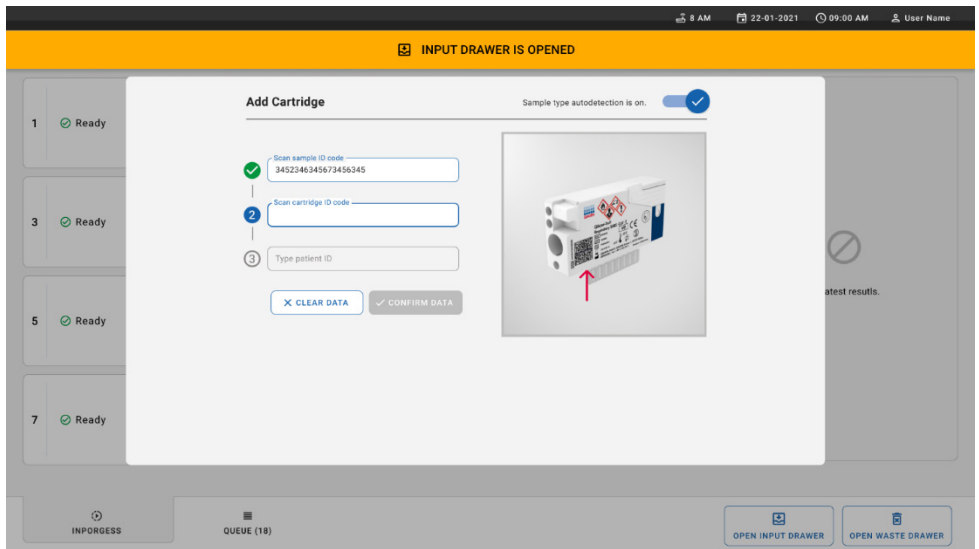 8 AM 22-01-2021 09:00 AM User Name
INPUT DRAWER IS OPENED
Add Cartridge
Sample type autodetection is on.
1 Ready
Scan sample ID code
3452346345673456345
Scan cartridge ID code
2
3 Ready
3 Type patient ID
atest resutls.
CLEAR DATA CONFIRM DATA
5 Ready
7 Ready
INPORGESS
QUEUE (18)
OPEN INPUT DRAWER
OPEN WASTE DRAWER